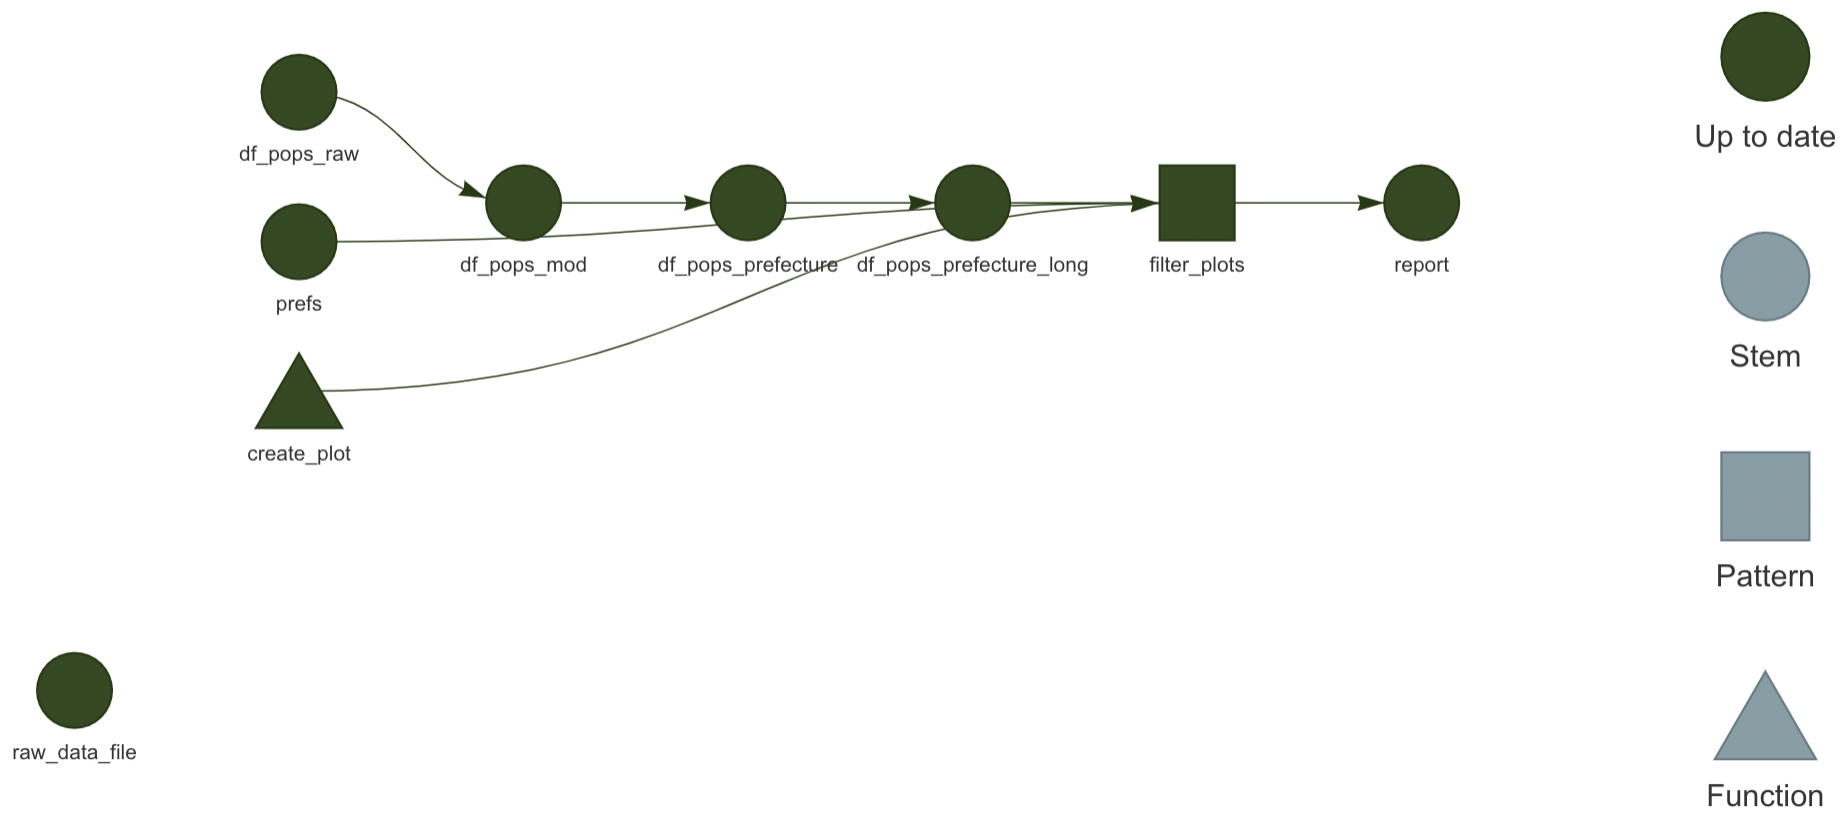 df_pops_raw
prefs
create_plot
df_pops_mod
df_pops_prefecture
df_pops_prefecture_long
filter_plots
report
raw_data_file
Up to date
Stem
Pattern
Function